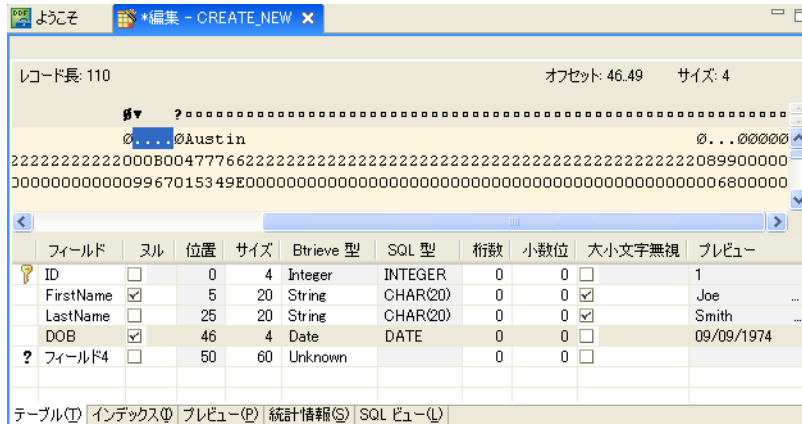 ようこそ *編集 - CREATE_NEW
レコード長: 110 オフセット: 46..49 サイズ: 4
Ø....ØAustin Ø...ØØØØØ
フィールド ヌル 位置 サイズ Btrieve 型 SQL 型 桁数 小数位 大小文字無視 プレビュー
ID 0 4 Integer INTEGER 0 0 1
FirstName 5 20 String CHAR(20) 0 0 Joe ...
LastName 25 20 String CHAR(20) 0 0 Smith ...
DOB 46 4 Date DATE 0 0 09/09/1974
? フィールド4 50 60 Unknown 0 0
テーブル(T) インデックス(I) プレビュー(P) 統計情報(S) SQL ビュー(L)